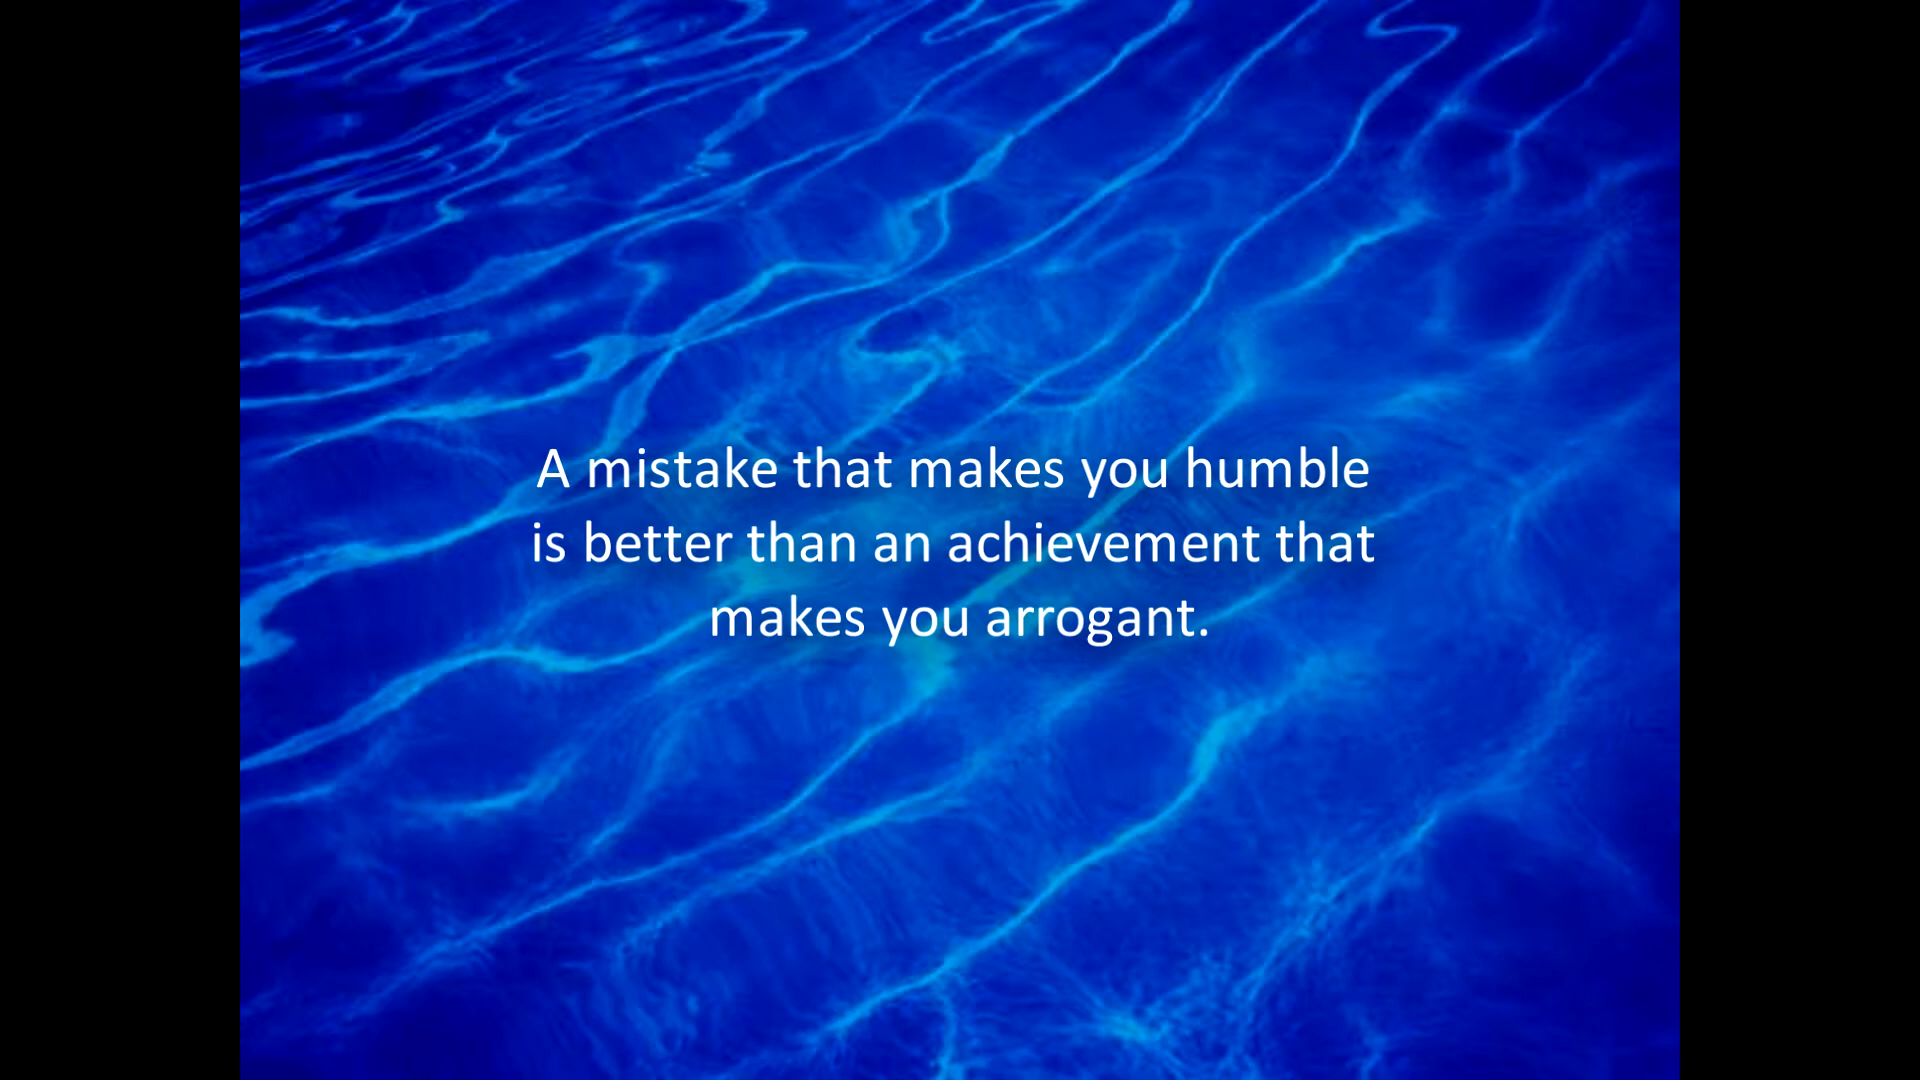 A mistake that makes you humble
is better than an achievement that
makes you arrogant.